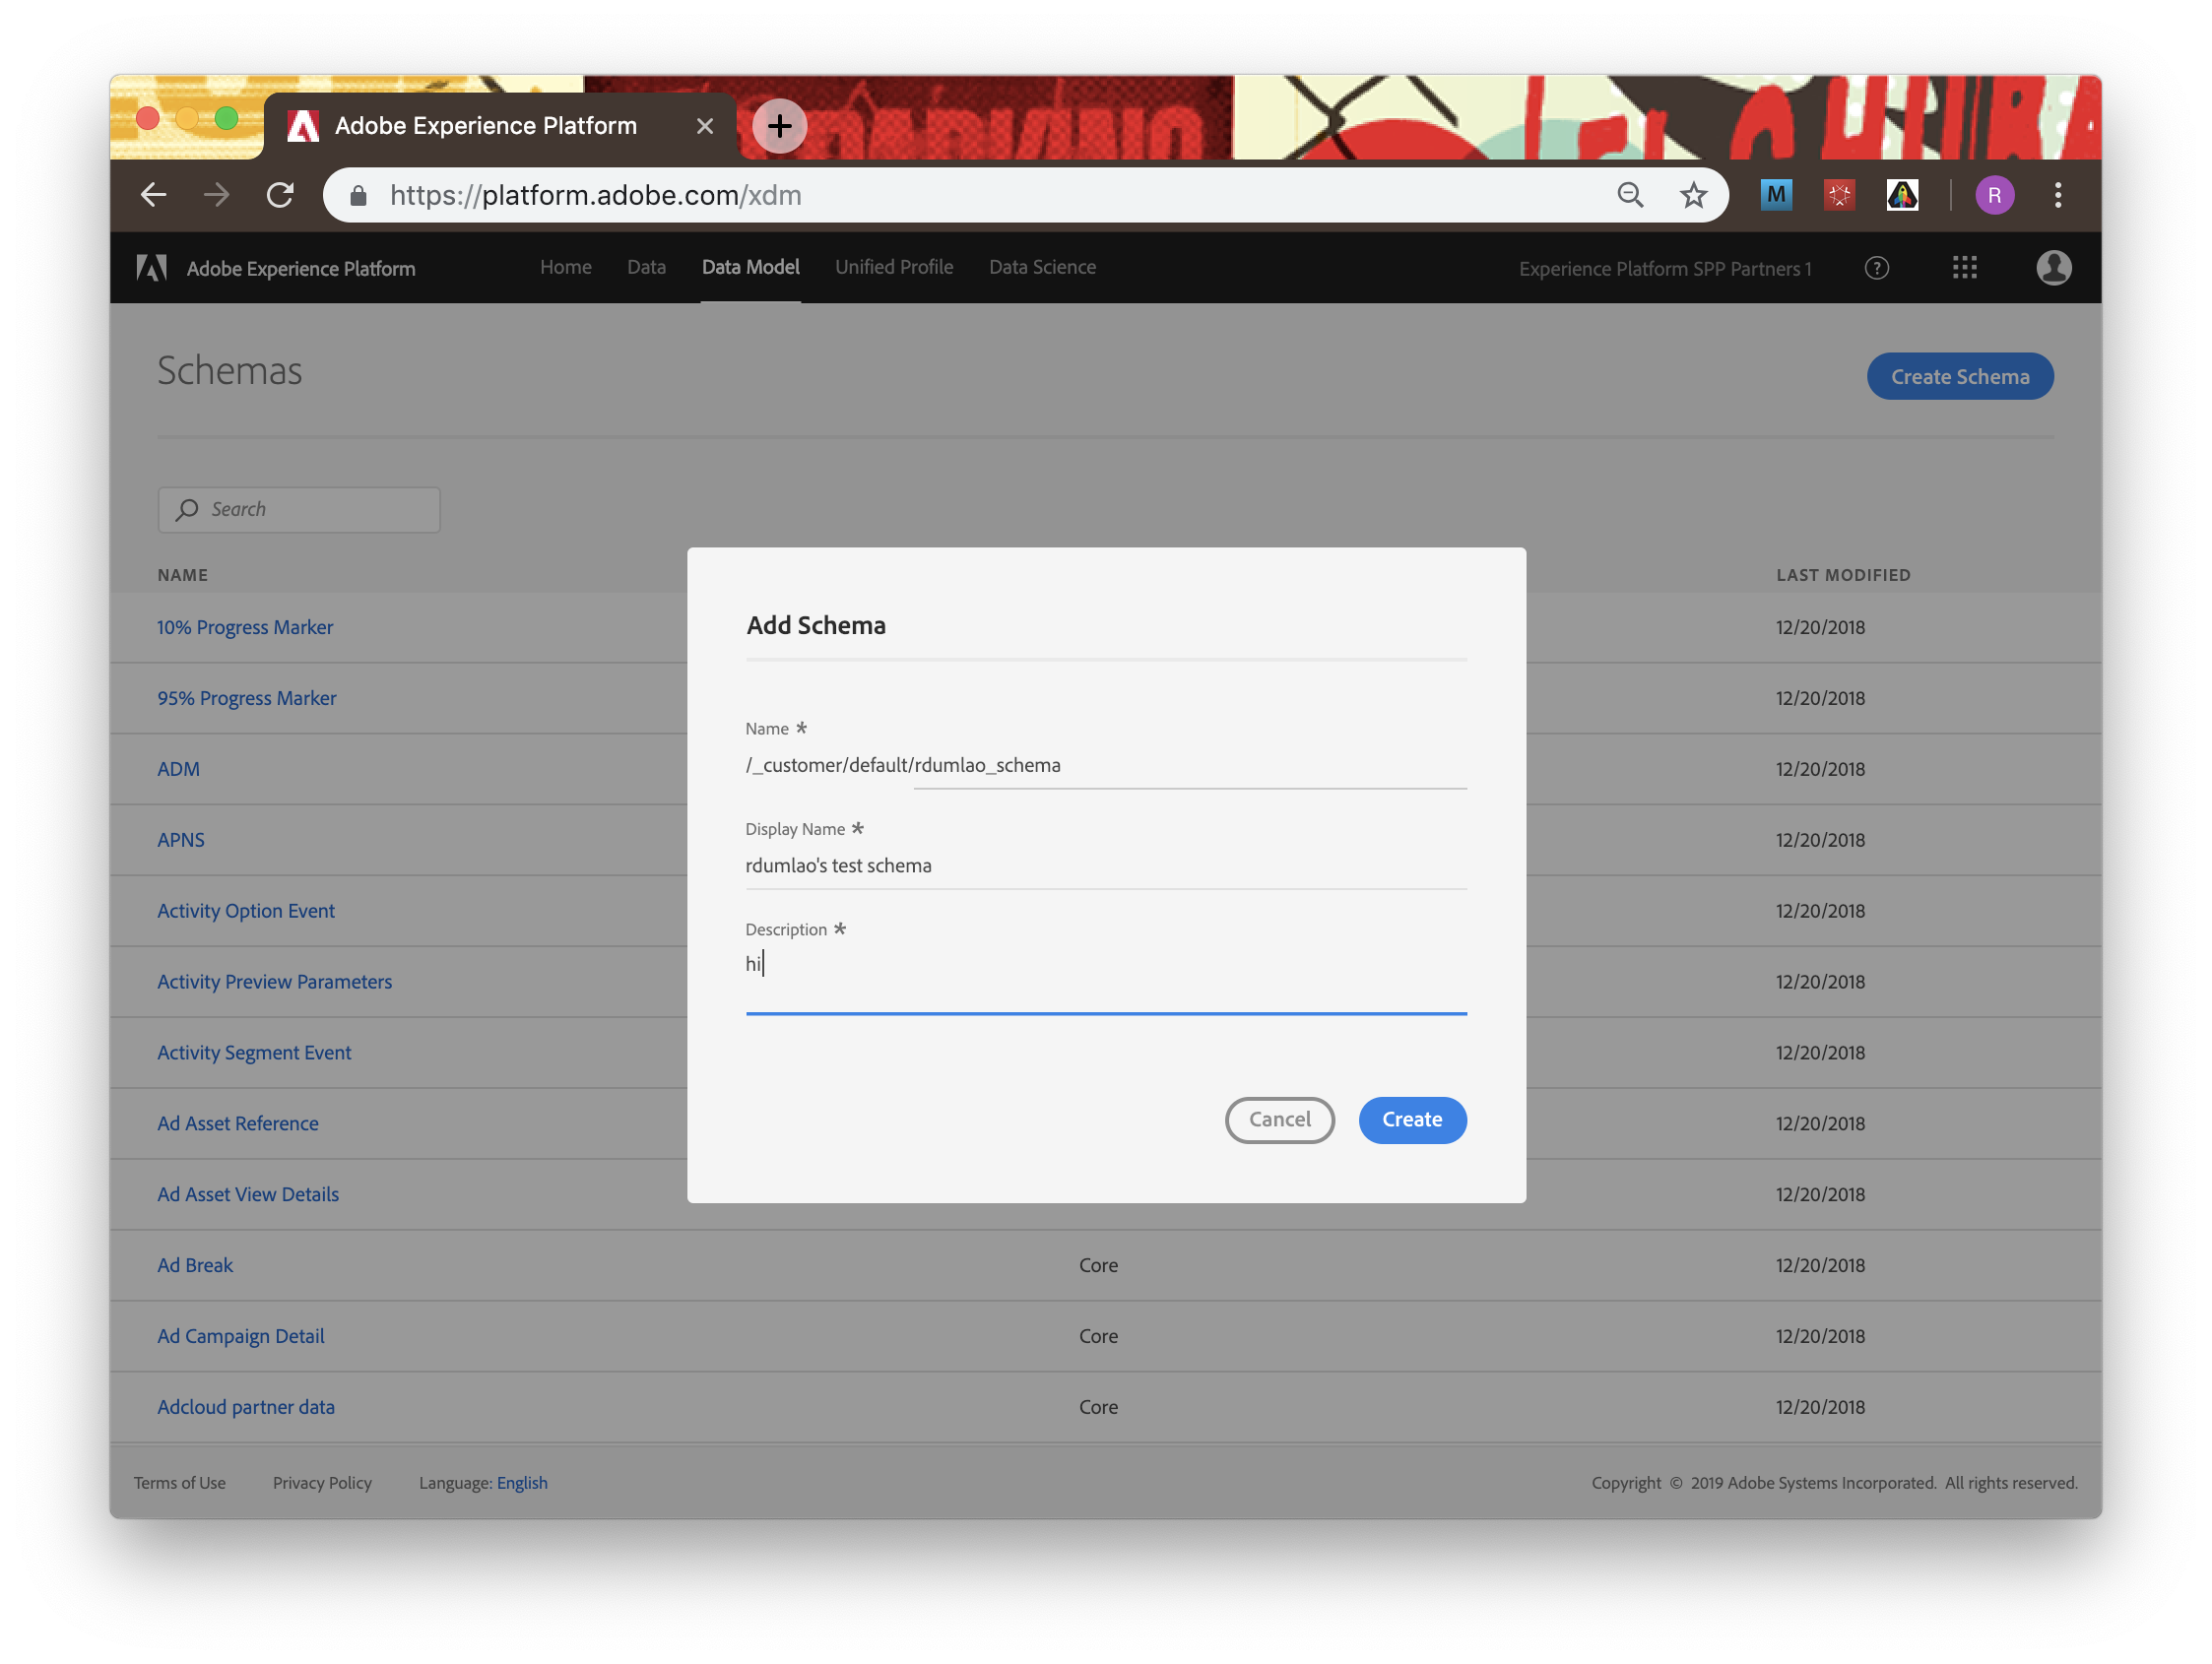 Adobe Experience Platform
https://platform.adobe.com/xdm
M
R
Adobe Experience Platform Home Data Data Model Unified Profile Data Science Experience Platform SPP Partners 1 ?
Schemas
Create Schema
Search
NAME LAST MODIFIED
10% Progress Marker 12/20/2018
95% Progress Marker 12/20/2018
ADM 12/20/2018
APNS 12/20/2018
Activity Option Event 12/20/2018
Activity Preview Parameters 12/20/2018
Activity Segment Event 12/20/2018
Ad Asset Reference 12/20/2018
Ad Asset View Details 12/20/2018
Ad Break Core 12/20/2018
Ad Campaign Detail Core 12/20/2018
Adcloud partner data Core 12/20/2018
Add Schema
Name *
/_customer/default/rdumlao_schema
Display Name *
rdumlao's test schema
Description *
hi
Cancel Create
Terms of Use Privacy Policy Language: English Copyright © 2019 Adobe Systems Incorporated. All rights reserved.